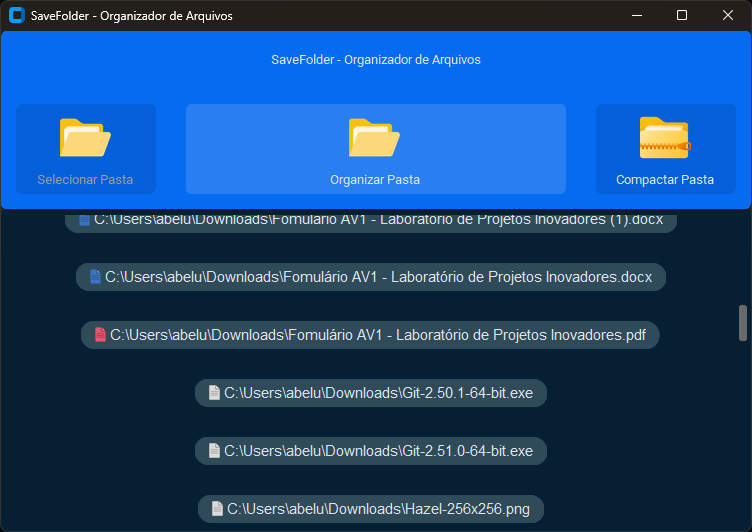 SaveFolder - Organizador de Arquivos
SaveFolder - Organizador de Arquivos
Selecionar Pasta
Organizar Pasta
Compactar Pasta
C:\Users\abelu\Downloads\Fomulário AV1 - Laboratório de Projetos Inovadores (1).docx
C:\Users\abelu\Downloads\Fomulário AV1 - Laboratório de Projetos Inovadores.docx
C:\Users\abelu\Downloads\Fomulário AV1 - Laboratório de Projetos Inovadores.pdf
C:\Users\abelu\Downloads\Git-2.50.1-64-bit.exe
C:\Users\abelu\Downloads\Git-2.51.0-64-bit.exe
C:\Users\abelu\Downloads\Hazel-256x256.png